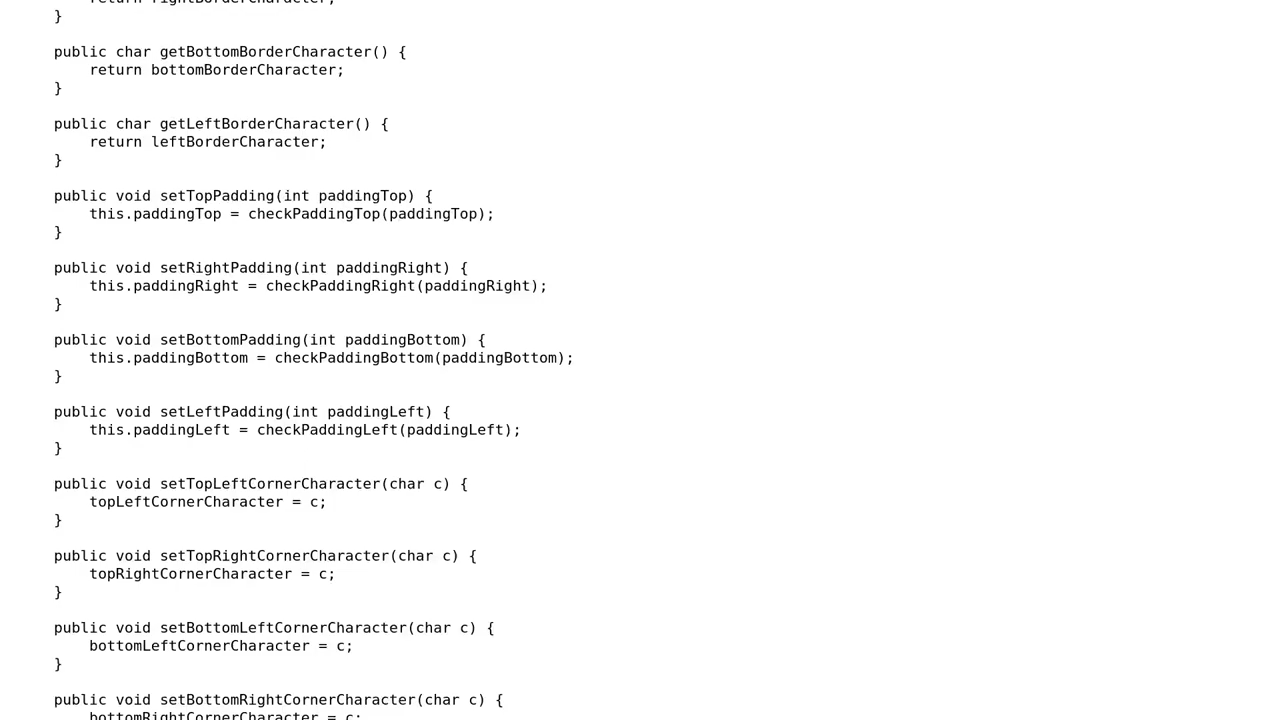 return rightBorderCharacter;
}
public char getBottomBorderCharacter() {
return bottomBorderCharacter;
}
public char getLeftBorderCharacter() {
return leftBorderCharacter;
}
public void setTopPadding(int paddingTop) {
this.paddingTop = checkPaddingTop(paddingTop);
}
public void setRightPadding(int paddingRight) {
this.paddingRight = checkPaddingRight(paddingRight);
}
public void setBottomPadding(int paddingBottom) {
this.paddingBottom = checkPaddingBottom(paddingBottom);
}
public void setLeftPadding(int paddingLeft) {
this.paddingLeft = checkPaddingLeft(paddingLeft);
}
public void setTopLeftCornerCharacter(char c) {
topLeftCornerCharacter = c;
}
public void setTopRightCornerCharacter(char c) {
topRightCornerCharacter = c;
}
public void setBottomLeftCornerCharacter(char c) {
bottomLeftCornerCharacter = c;
}
public void setBottomRightCornerCharacter(char c) {
bottomRightCornerCharacter = c;